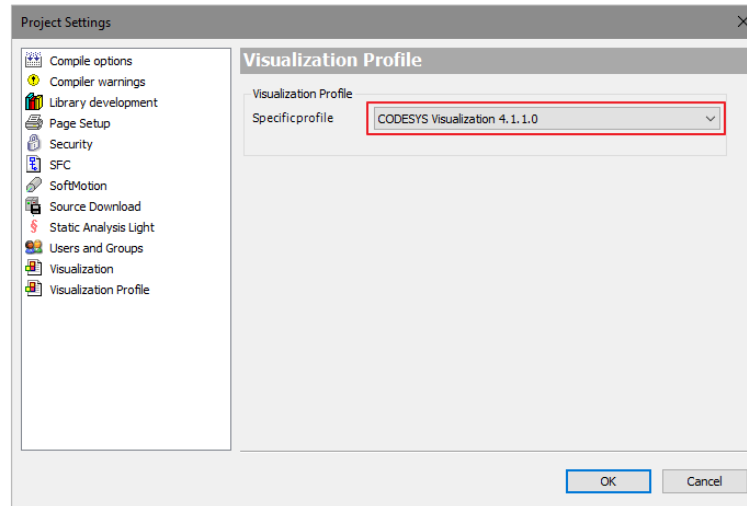 Project Settings
Compile options
Compiler warnings
Library development
Page Setup
Security
SFC
SoftMotion
Source Download
Static Analysis Light
Users and Groups
Visualization
Visualization Profile
Visualization Profile
Visualization Profile
Specificprofile
CODESYS Visualization 4.1.1.0
OK
Cancel